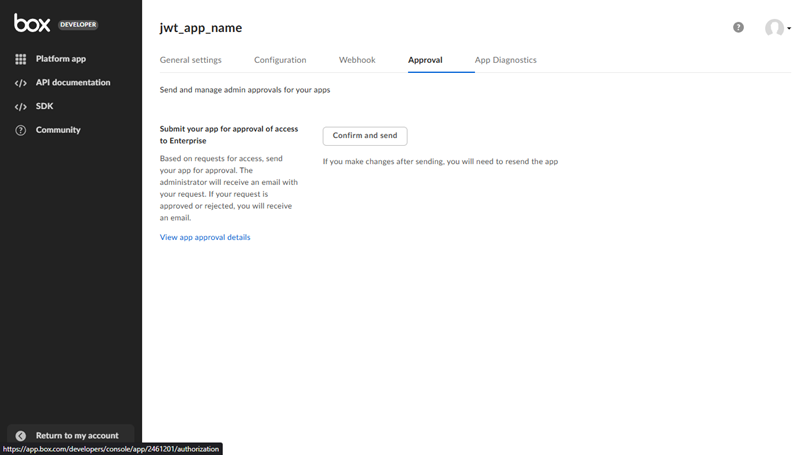 box DEVELOPER
Platform app
API documentation
SDK
Community
Return to my account
https://app.box.com/developers/console/app/2461201/authorization
jwt_app_name
General settings Configuration Webhook Approval App Diagnostics
Send and manage admin approvals for your apps
Submit your app for approval of access
to Enterprise
Based on requests for access, send
your app for approval. The
administrator will receive an email with
your request. If your request is
approved or rejected, you will receive
an email.
View app approval details
Confirm and send
If you make changes after sending, you will need to resend the app